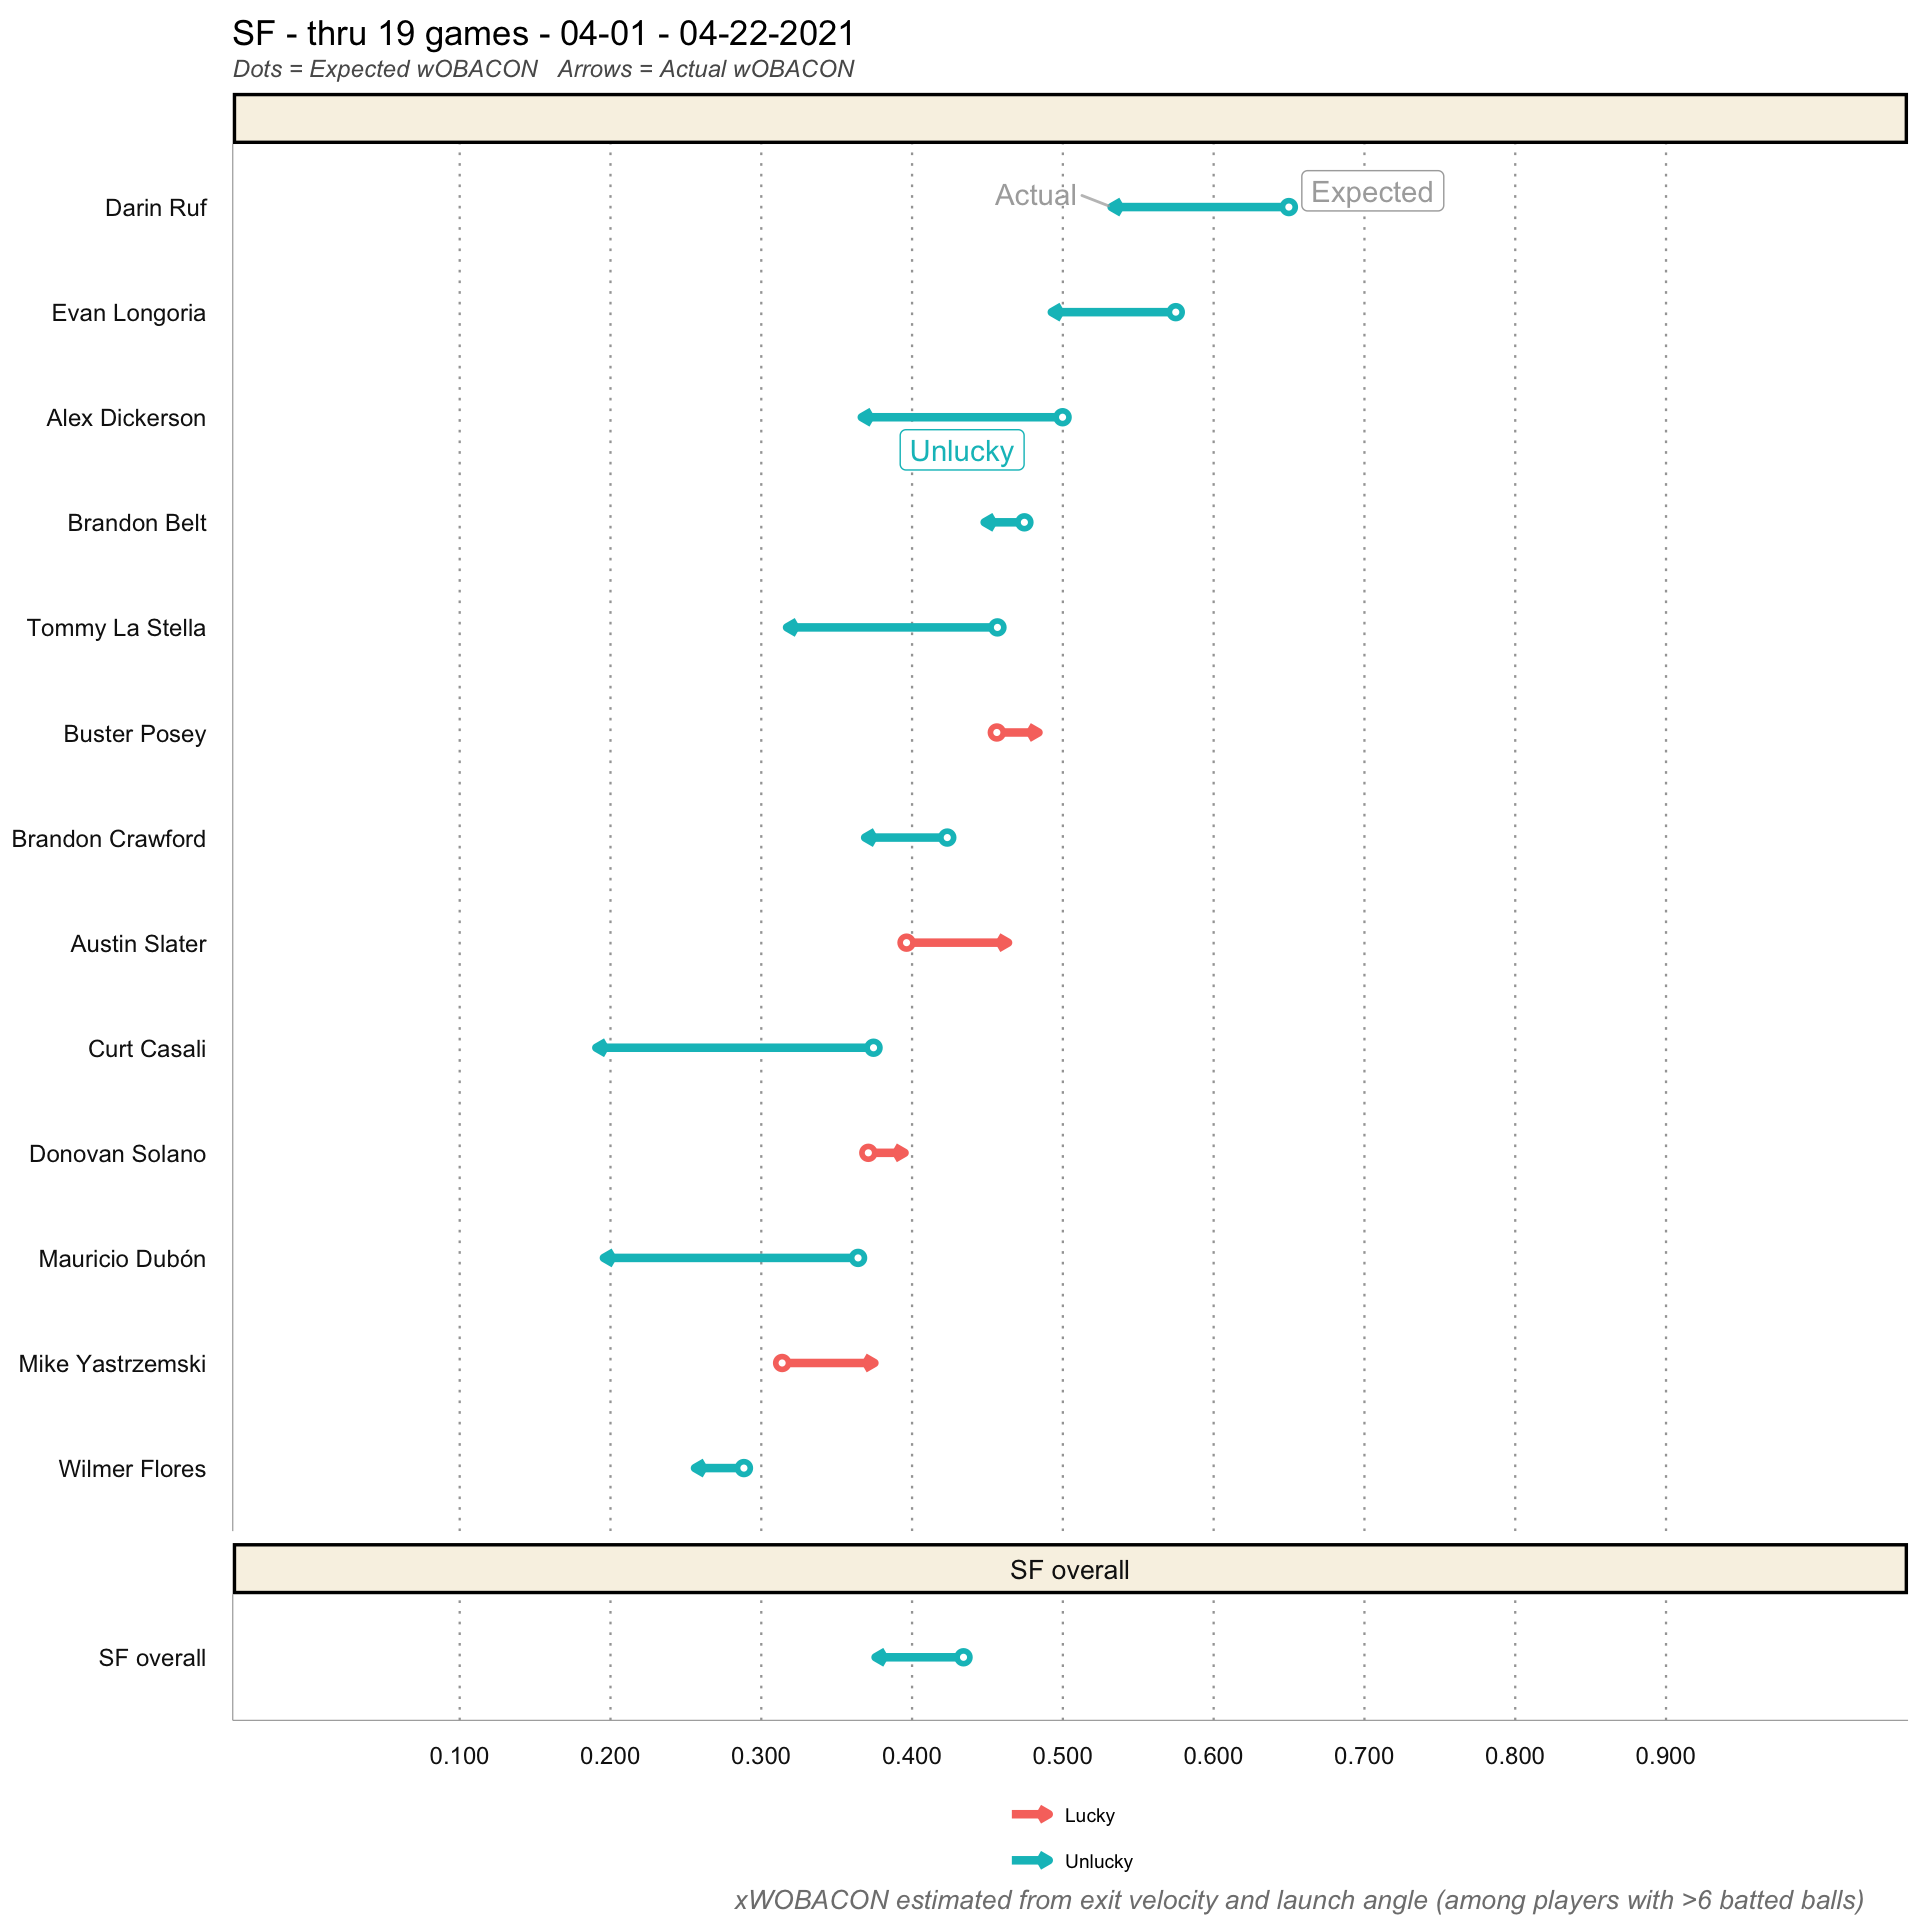 SF - thru 19 games - 04-01 - 04-22-2021
Dots = Expected wOBACON   Arrows = Actual wOBACON
Darin Ruf
Actual
Expected
Evan Longoria
Alex Dickerson
Unlucky
Brandon Belt
Tommy La Stella
Buster Posey
Brandon Crawford
Austin Slater
Curt Casali
Donovan Solano
Mauricio Dubón
Mike Yastrzemski
Wilmer Flores
SF overall
SF overall
0.100 0.200 0.300 0.400 0.500 0.600 0.700 0.800 0.900
Lucky
Unlucky
xWOBACON estimated from exit velocity and launch angle (among players with >6 batted balls)